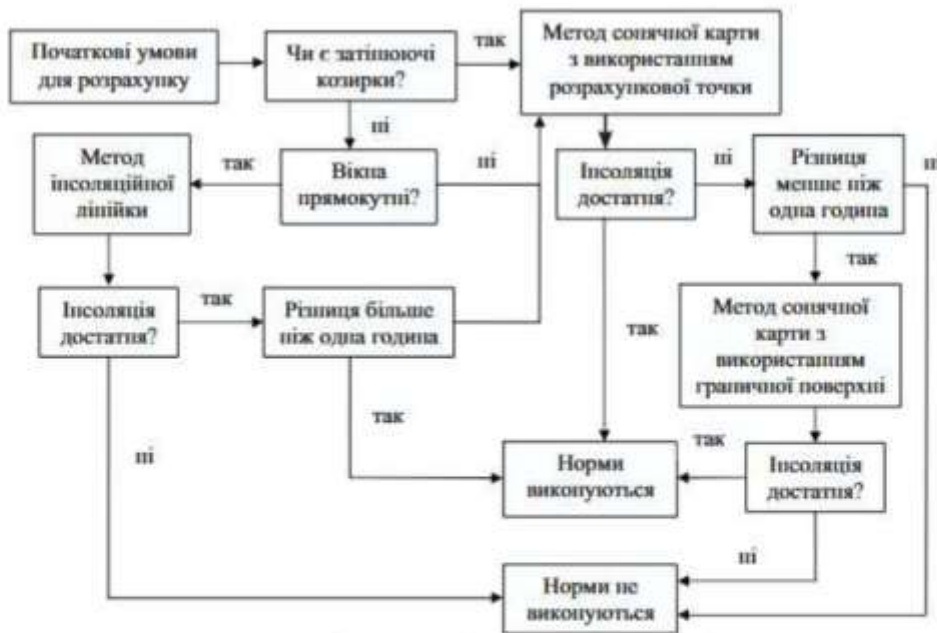 Початкові умови
для розрахунку
Чи є затінюючі
козирки?
так
Метод сонячної карти
з використанням
розрахункової точки
ні
Метод
інсоляційної
лінійки
так
Вікна
прямокутні?
ні
Інсоляція
достатня?
ні
Різниця
менше ніж
одна година
ні
так
Інсоляція
достатня?
так
Різниця більше
ніж одна година
так
Метод сонячної
карти з
використанням
граничної поверхні
ні
так
Норми
виконуються
так
Інсоляція
достатня?
ні
Норми не
виконуються